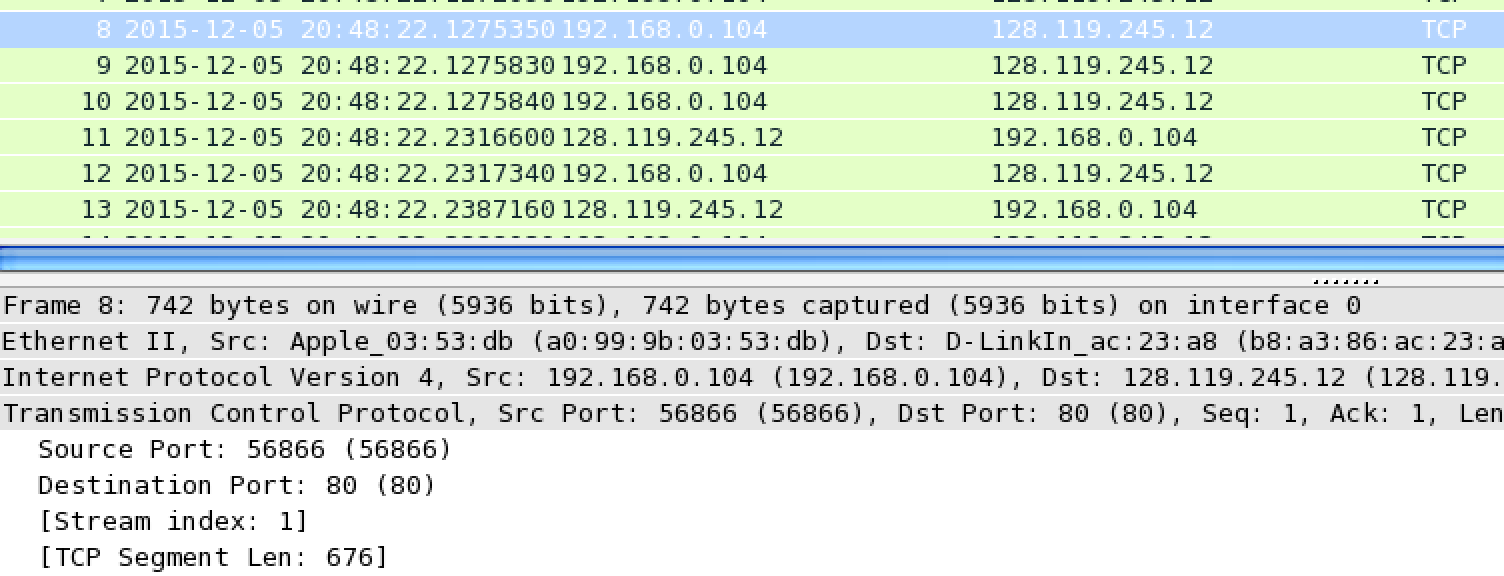 8 2015-12-05 20:48:22.1275350 192.168.0.104 128.119.245.12 TCP
9 2015-12-05 20:48:22.1275830 192.168.0.104 128.119.245.12 TCP
10 2015-12-05 20:48:22.1275840 192.168.0.104 128.119.245.12 TCP
11 2015-12-05 20:48:22.2316600 128.119.245.12 192.168.0.104 TCP
12 2015-12-05 20:48:22.2317340 192.168.0.104 128.119.245.12 TCP
13 2015-12-05 20:48:22.2387160 128.119.245.12 192.168.0.104 TCP
Frame 8: 742 bytes on wire (5936 bits), 742 bytes captured (5936 bits) on interface 0
Ethernet II, Src: Apple_03:53:db (a0:99:9b:03:53:db), Dst: D-LinkIn_ac:23:a8 (b8:a3:86:ac:23:a
Internet Protocol Version 4, Src: 192.168.0.104 (192.168.0.104), Dst: 128.119.245.12 (128.119.
Transmission Control Protocol, Src Port: 56866 (56866), Dst Port: 80 (80), Seq: 1, Ack: 1, Len
Source Port: 56866 (56866)
Destination Port: 80 (80)
[Stream index: 1]
[TCP Segment Len: 676]